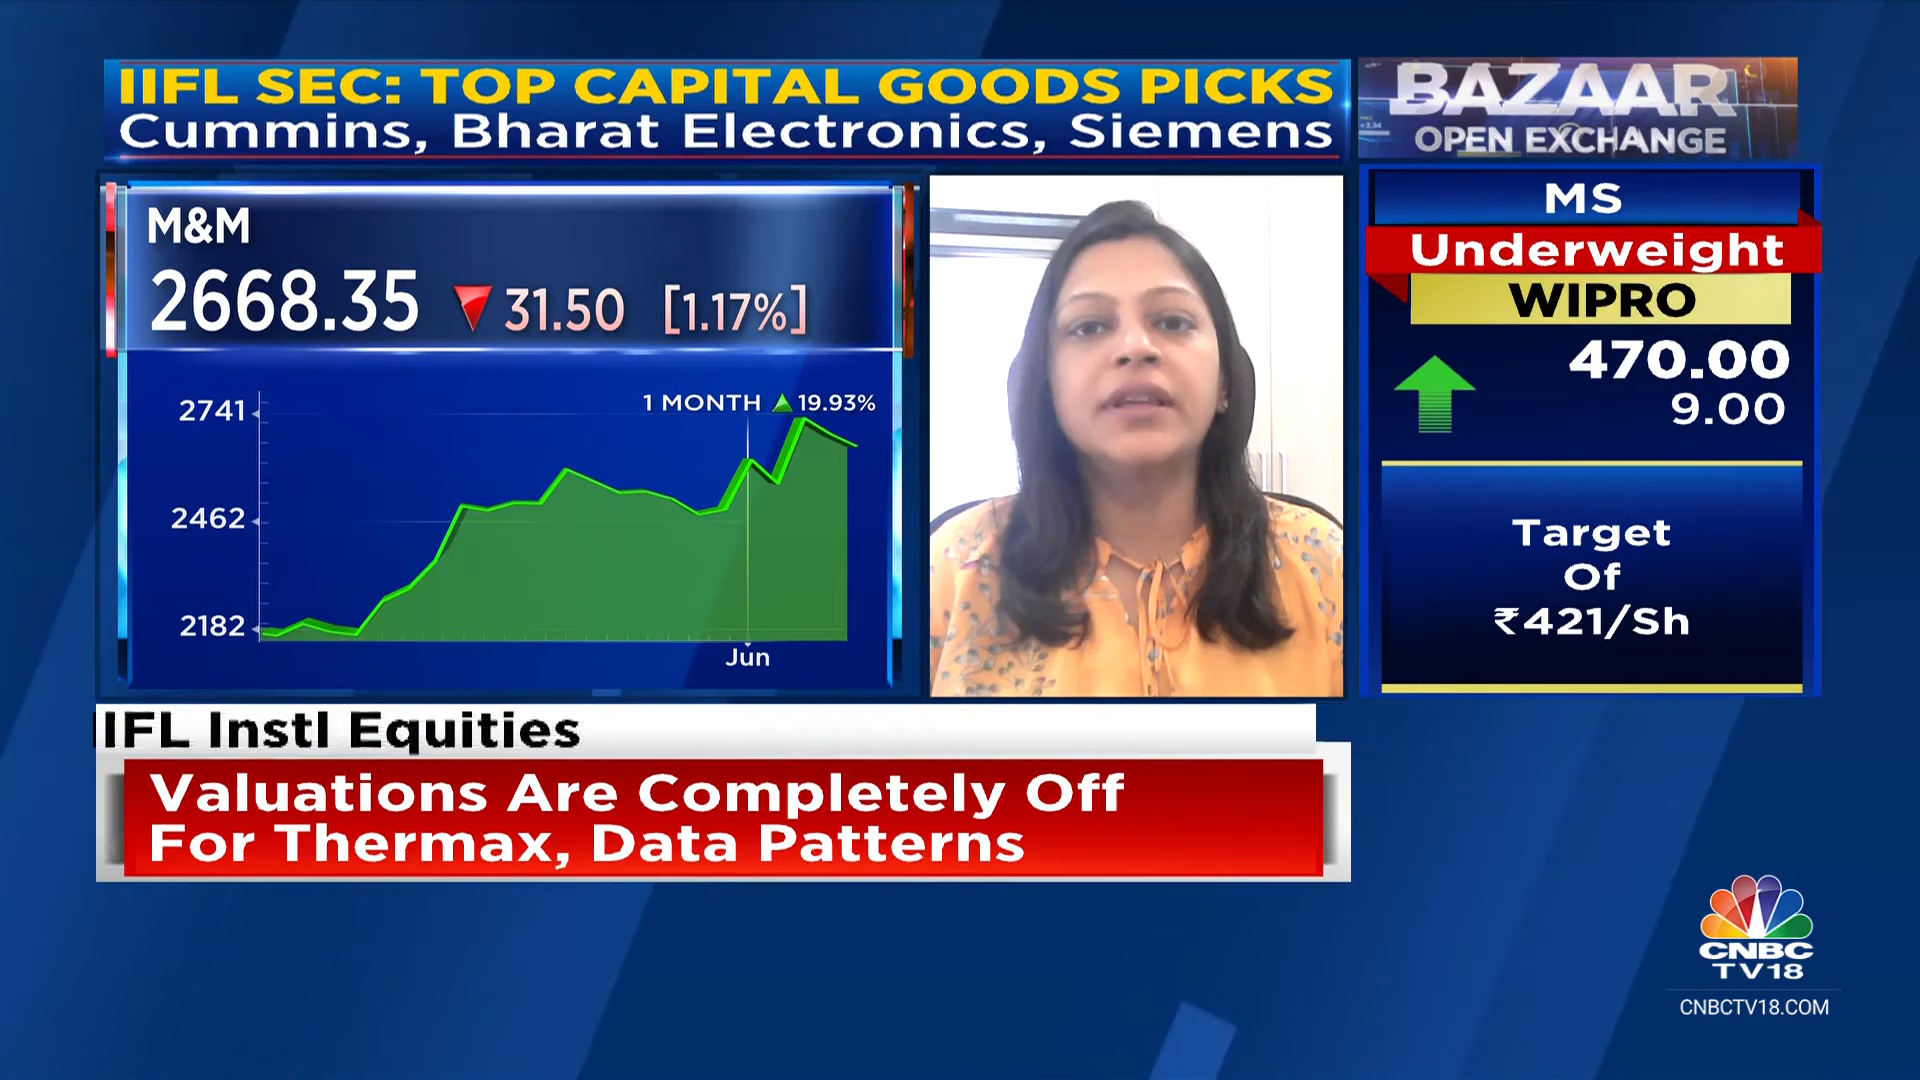 IIFL SEC: TOP CAPITAL GOODS PICKS
Cummins, Bharat Electronics, Siemens
BAZAAR
OPEN EXCHANGE
M&M
2668.35 ▼ 31.50 [1.17%]
1 MONTH ▲ 19.93%
2741
2462
2182
Jun
MS
Underweight
WIPRO
470.00
9.00
Target
Of
₹421/Sh
IIFL Instl Equities
Valuations Are Completely Off
For Thermax, Data Patterns
CNBC
TV18
CNBCTV18.COM